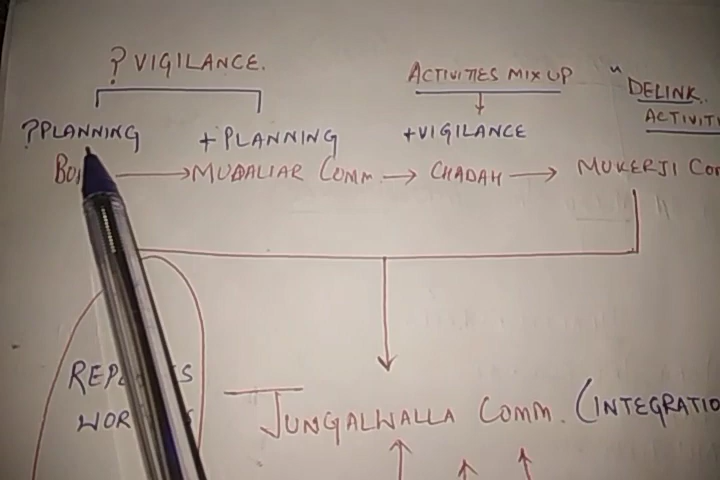 ? VIGILANCE.
ACTIVITIES MIX UP
" DELINK
ACTIVIT
? PLANNING
+ PLANNING
+ VIGILANCE
→ MUDALIAR COMM. → CHADAH → MUKERJI CO
JUNGALWALLA COMM. (INTEGRATIO